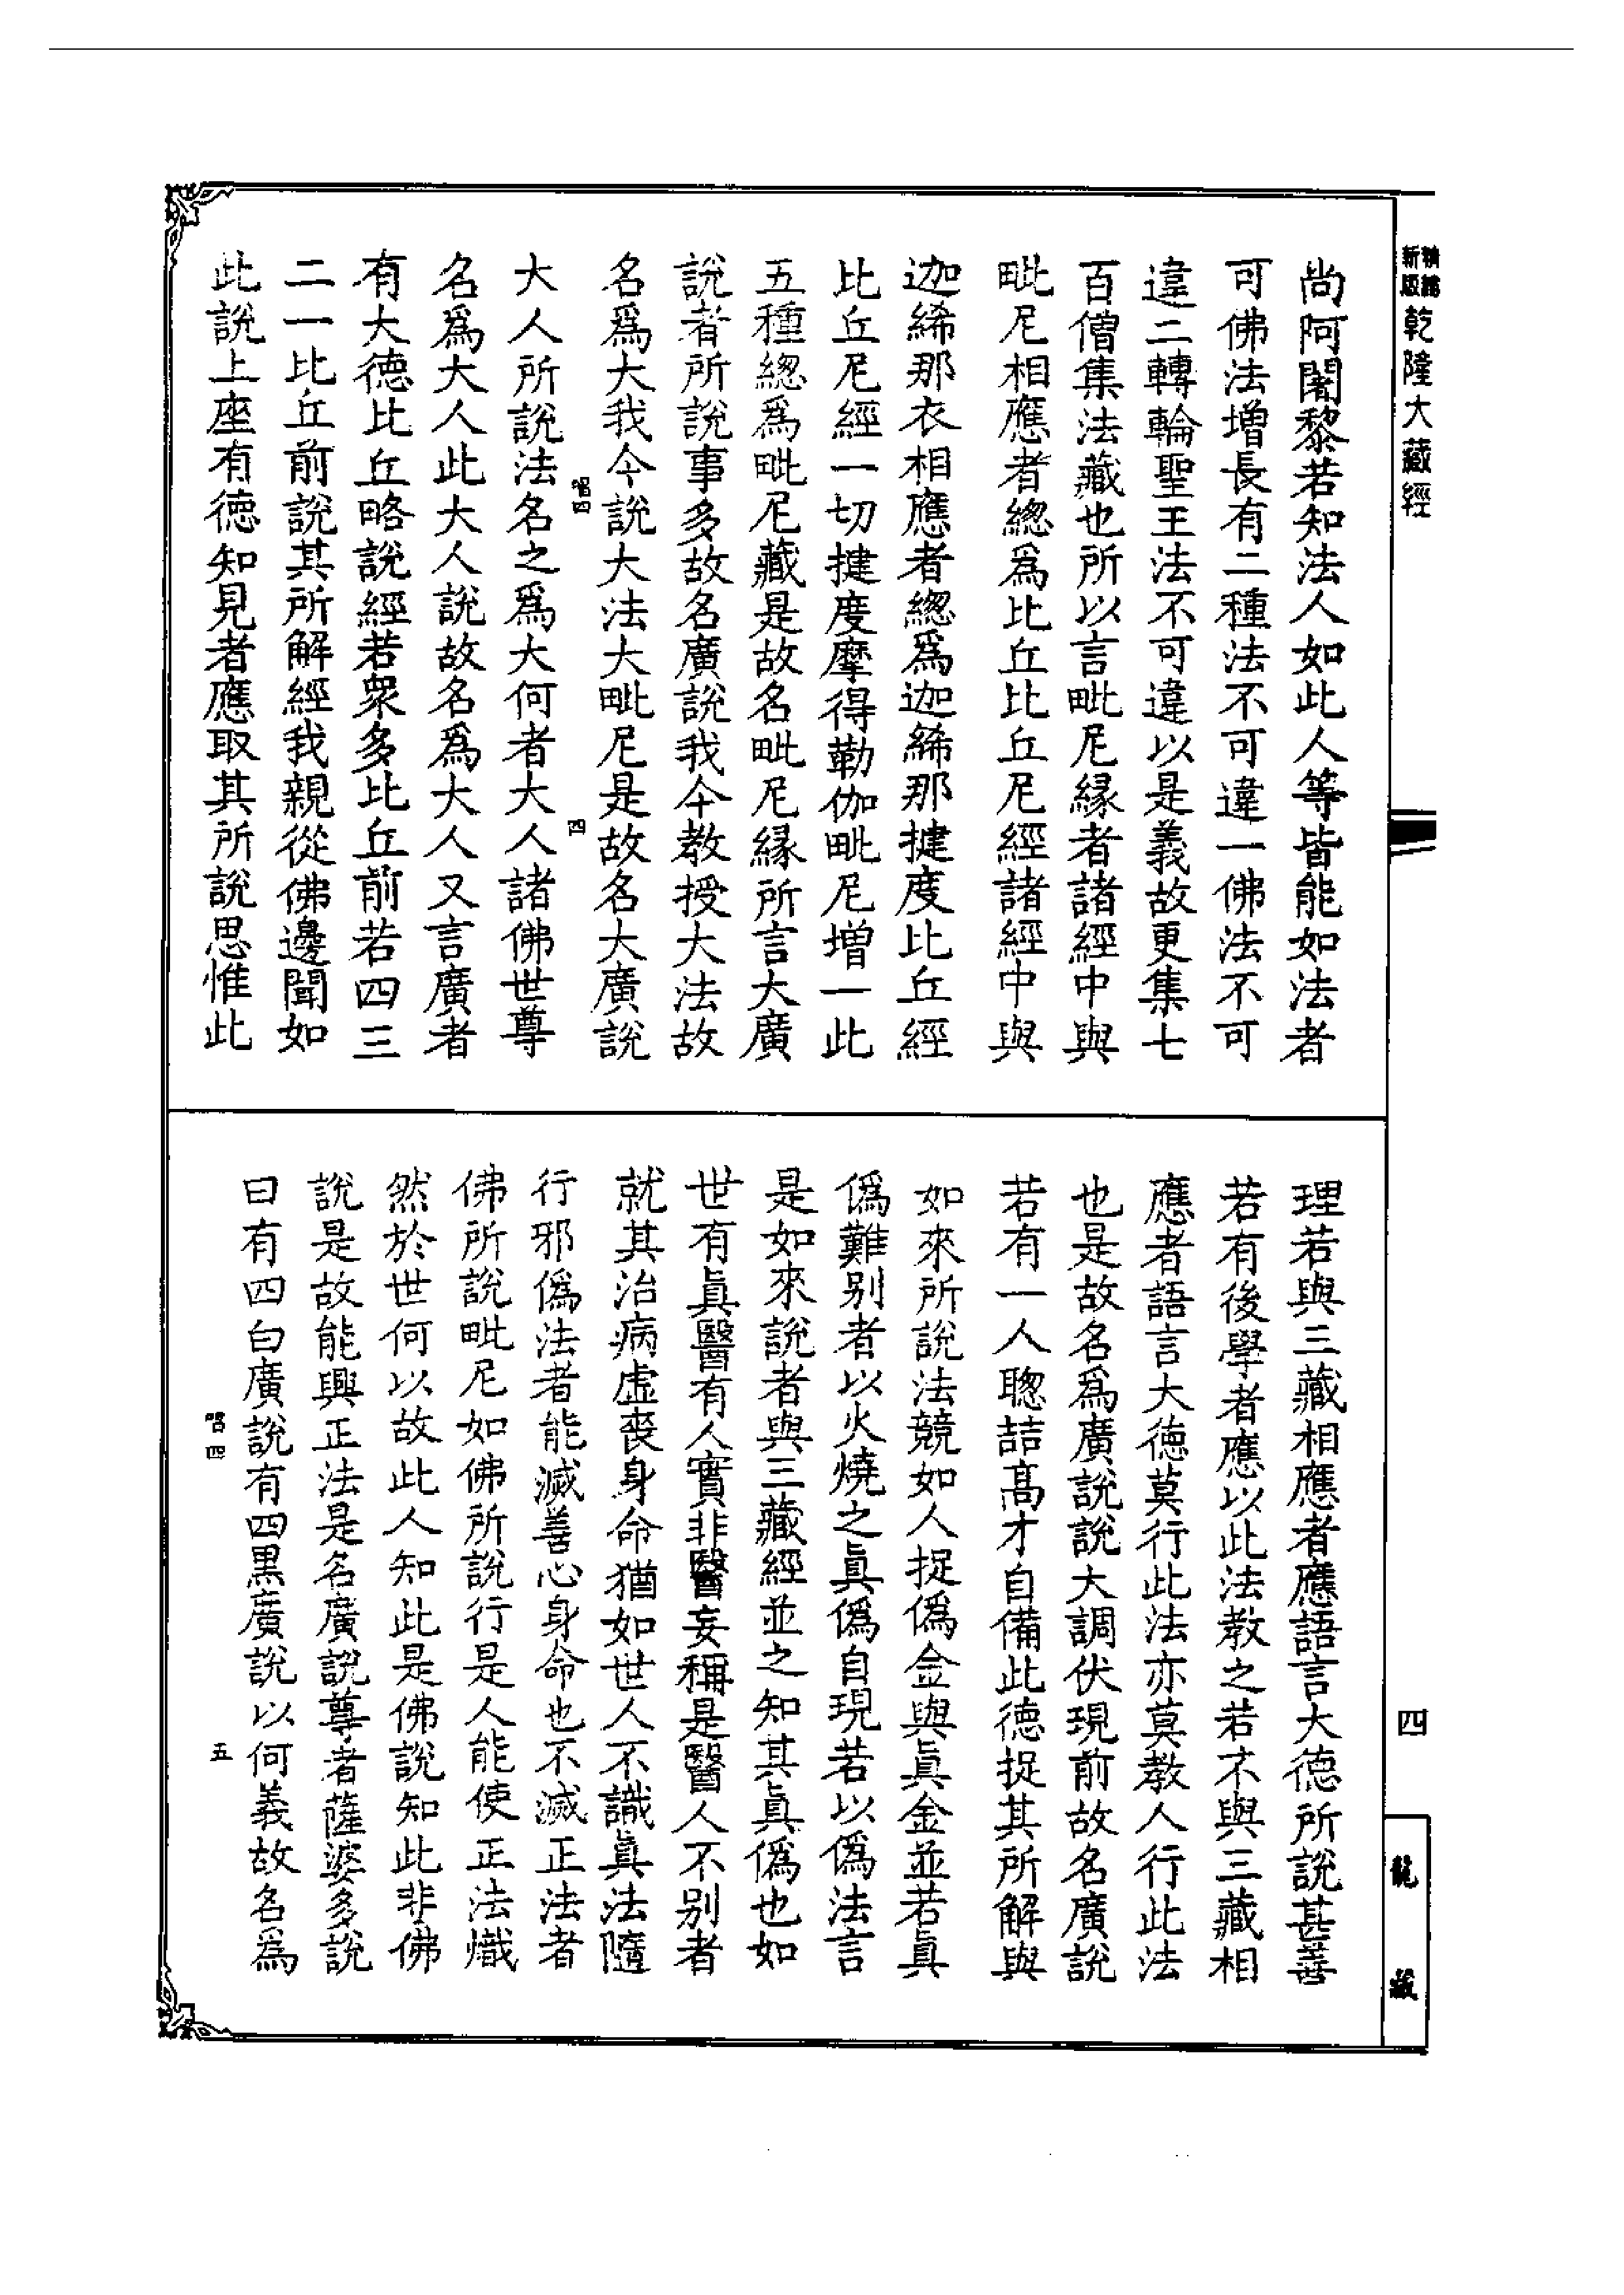 新版
乾隆大藏經
尚阿闍黎若知法人如此人等皆能如法者
可佛法增長有二種法不可違一佛法不可
違二轉輪聖王法不可違以是義故更集七
百僧集法藏也所以言毗尼緣者諸經中與
毗尼相應者總為比丘比丘尼經諸經中與
迦絺那衣相應者總為迦絺那揵度比丘經
比丘尼經一切揵度摩得勒伽毗尼增一此
五種總為毗尼藏是故名毗尼緣所言大廣
說者所說事多故名廣說我今教授大法故
名為大我今說大法大毗尼是故名大廣說
四
四
大人所說法名之為大何者大人諸佛世尊
名為大人此大人說故名為大人又言廣者
有大德比丘略說經若衆多比丘前若四三
二一比丘前說其所解經我親從佛邊聞如
此說上座有德知見者應取其所說思惟此
理若與三藏相應者應語言大德所說甚善
若有後學者應以此法教之若不與三藏相
應者語言大德莫行此法亦莫教人行此法
也是故名為廣說說大調伏現前故名廣說
若有一人聰喆高才自備此德捉其所解與
如來所說法競如人捉偽金與真金並若真
偽難別者以火燒之真偽自現若以偽法言
是如來說者與三藏經並之知其真偽也如
世有真醫有人實非醫妄稱是醫人不別者
就其治病虛喪身命猶如世人不識真法隨
行邪偽法者能滅善心身命也不滅正法者
佛所說毗尼如佛所說行是人能使正法熾
然於世何以故此人知此是佛說知此非佛
說是故能興正法是名廣說尊者薩婆多說
曰有四白廣說有四黑廣說以何義故名為
四
五
四
龍藏